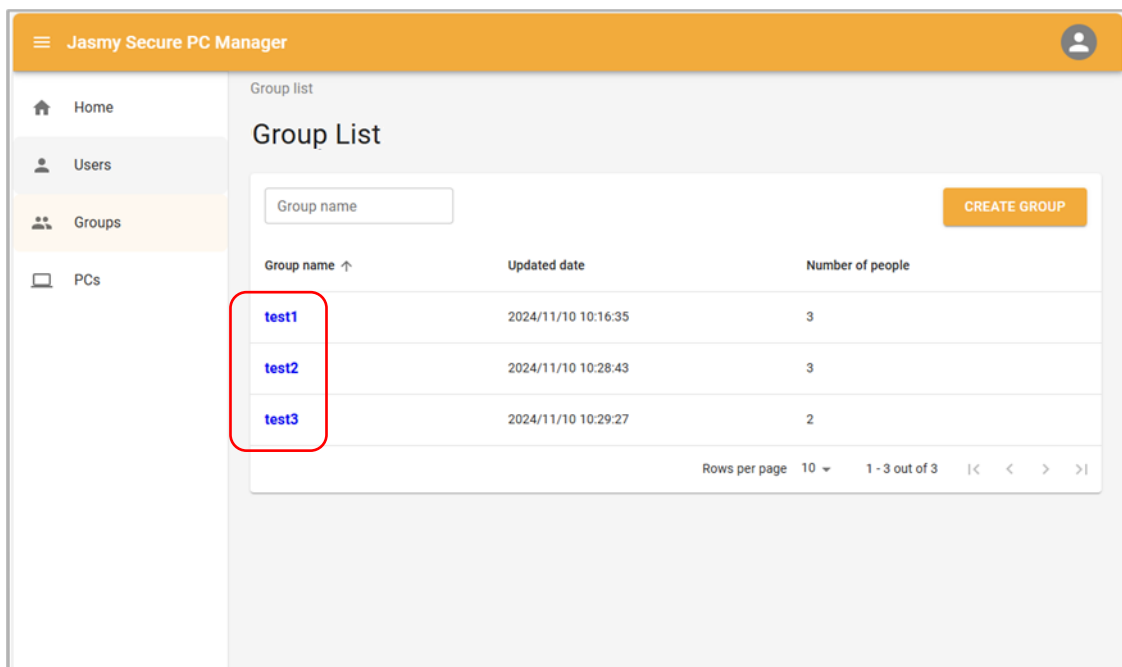 Jasmy Secure PC Manager
Home
Users
Groups
PCs
Group list
Group List
Group name
CREATE GROUP
Group name Updated date Number of people
test1 2024/11/10 10:16:35 3
test2 2024/11/10 10:28:43 3
test3 2024/11/10 10:29:27 2
Rows per page 10 1 - 3 out of 3